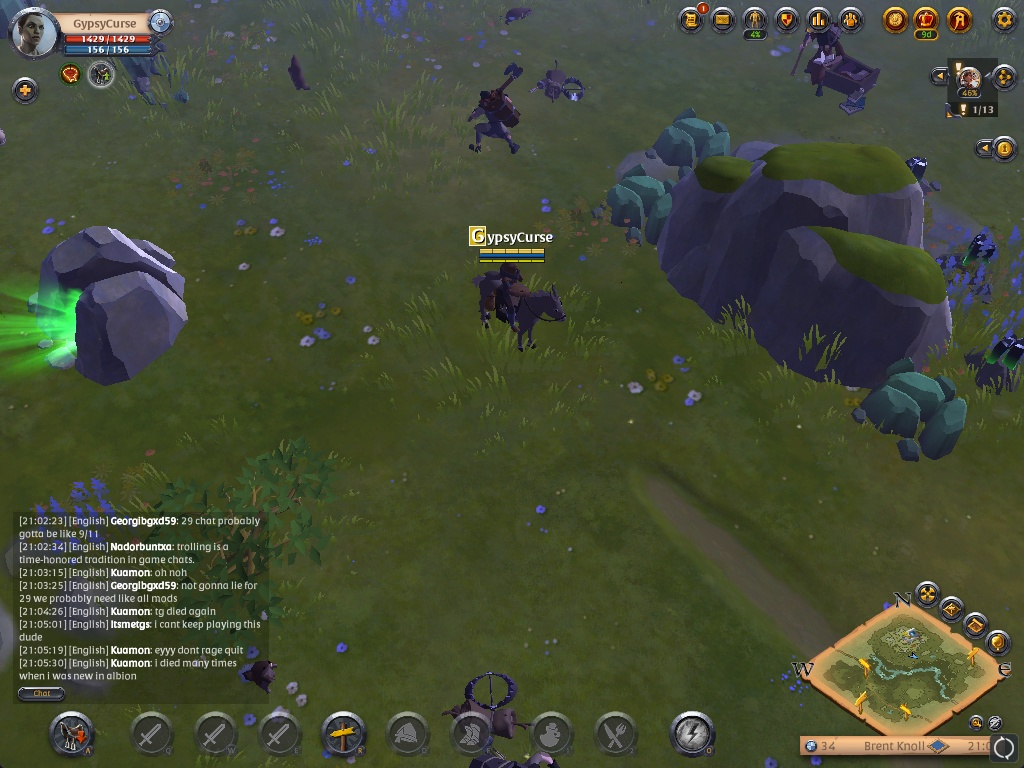 GypsyCurse
1429 / 1429
156 / 156
1
4%
9d
46%
1/13
1
GypsyCurse
[21:02:23] [English] Georgibgxd59: 29 chat probably
gotta be like 9/11
[21:02:34] [English] Nadorbuntxa: trolling is a
time-honored tradition in game chats.
[21:03:15] [English] Kuamon: oh noh
[21:03:25] [English] Georgibgxd59: not gonna lie for
29 we probably need like all mods
[21:04:26] [English] Kuamon: tg died again
[21:05:01] [English] Itsmetgs: i cant keep playing this
dude
[21:05:19] [English] Kuamon: eyyy dont rage quit
[21:05:30] [English] Kuamon: i died many times
when i was new in albion
Chat
A
Q
W
E
R
D
F
O
N
W
E
34
Brent Knoll